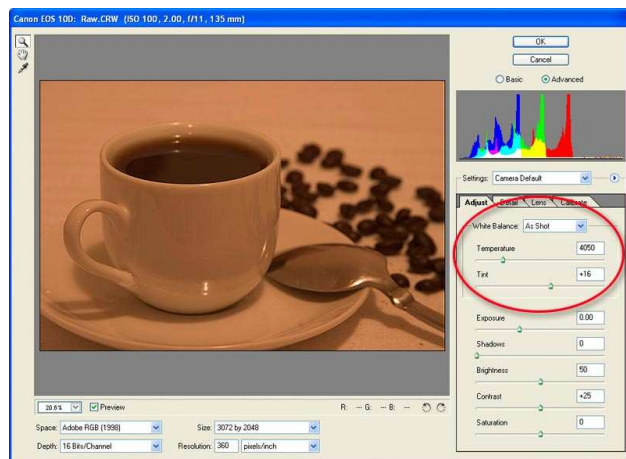 Canon EOS 10D: Raw.CRW (ISO 100, 2.00, f/11, 135 mm)
OK
Cancel
Basic Advanced
Settings: Camera Default
Adjust Detail Lens Calibrate
White Balance: As Shot
Temperature 4050
Tint +16
Exposure 0.00
Shadows 0
Brightness 50
Contrast +25
Saturation 0
20.6% Preview R: --- G: --- B: ---
Space: Adobe RGB (1998) Size: 3072 by 2048
Depth: 16 Bits/Channel Resolution: 360 pixels/inch